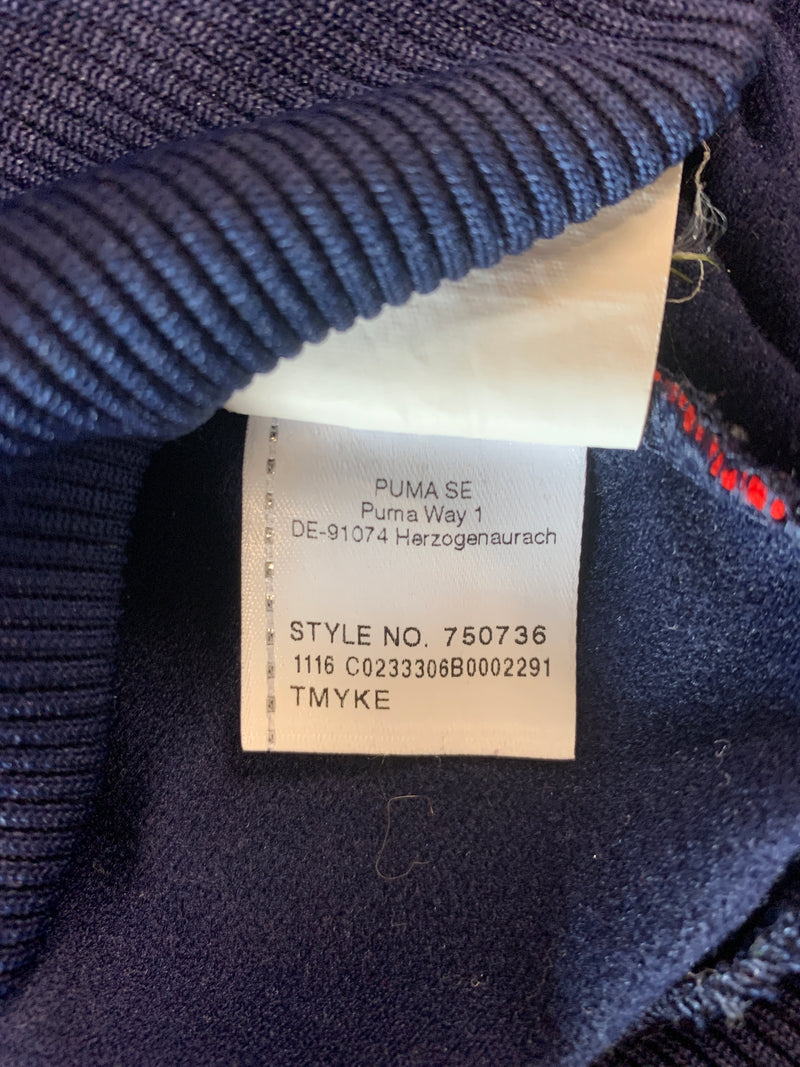 PUMA SE
Puma Way 1
DE-91074 Herzogenaurach
STYLE NO. 750736
1116 C0233306B0002291
TMYKE